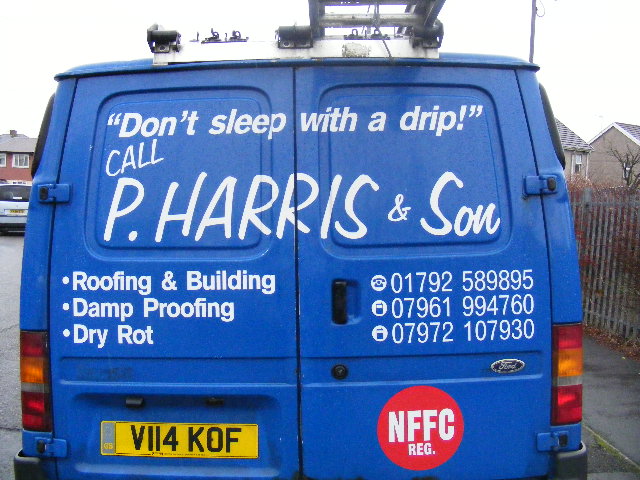 "Don't sleep with a drip!"
CALL
P. HARRIS & Son
•Roofing & Building
•Damp Proofing
•Dry Rot
01792 589895
07961 994760
07972 107930
Ford
NFFC
REG.
GB
V114 KOF